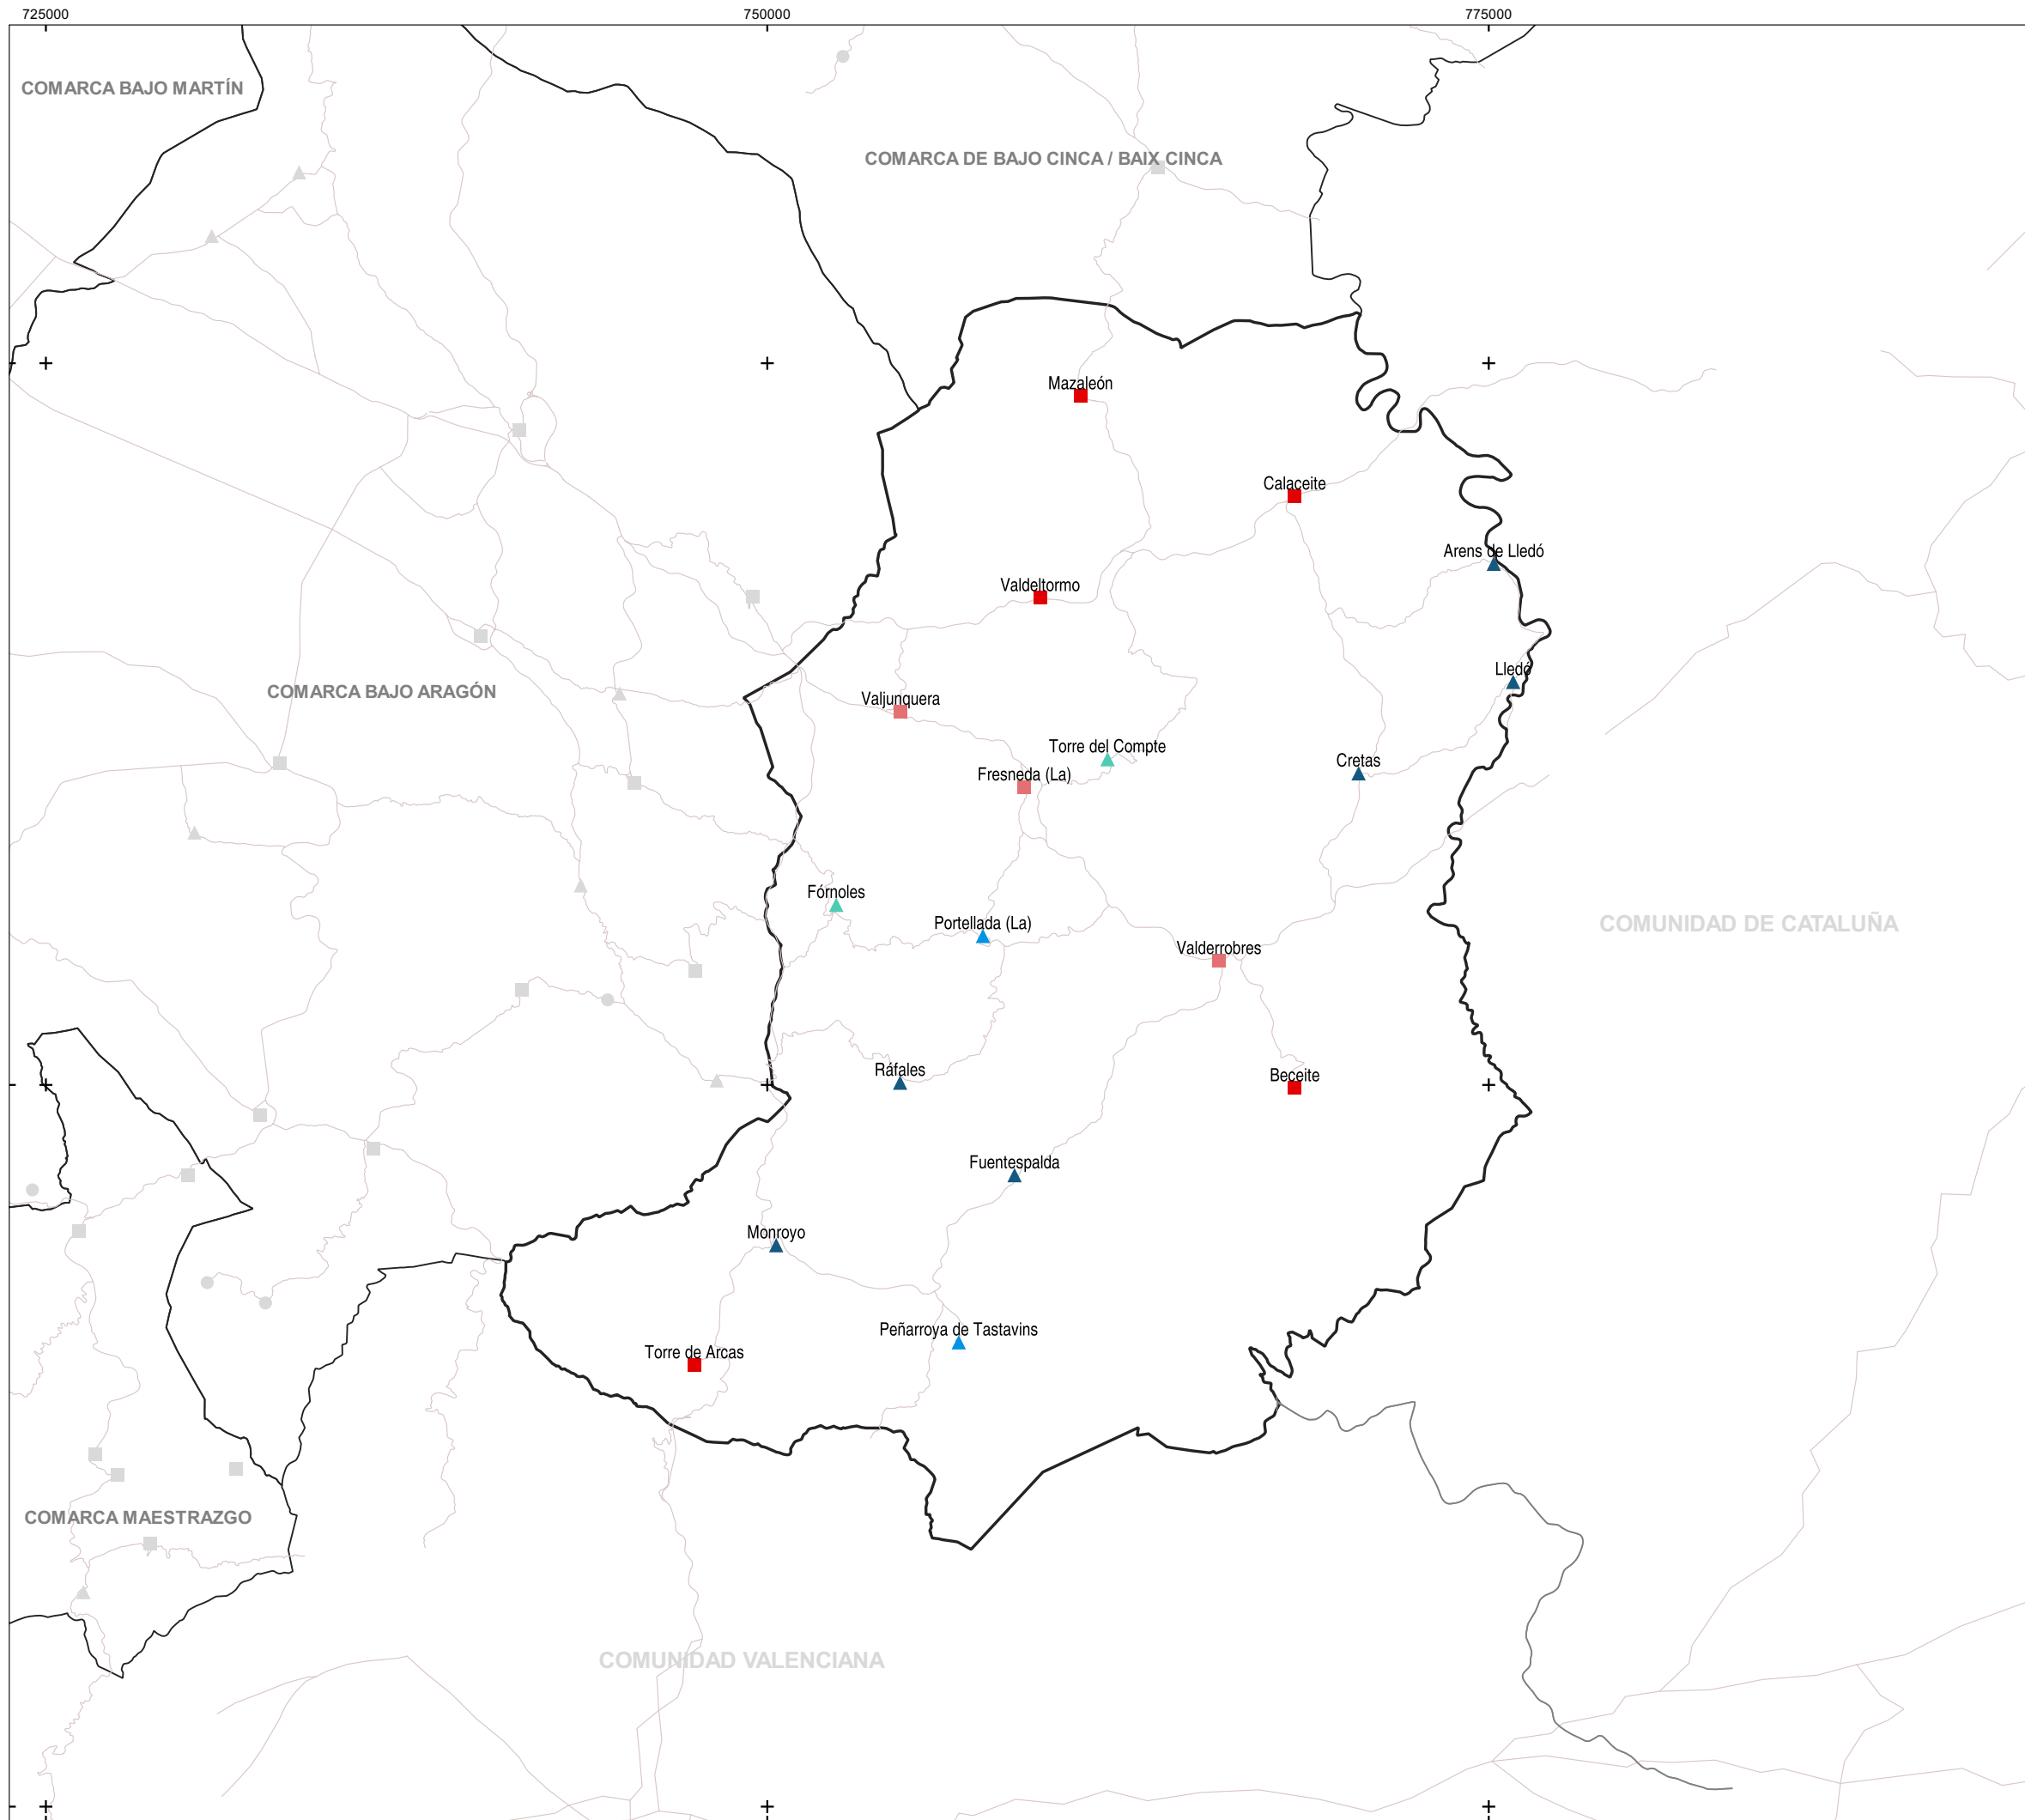 725000
750000
775000
COMARCA BAJO MARTÍN
COMARCA DE BAJO CINCA / BAIX CINCA
Mazaleón
Calaceite
Arens de Lledó
Valdeltormo
Lledó
COMARCA BAJO ARAGÓN
Valjunquera
Torre del Compte
Cretas
Fresneda (La)
Fórnoles
Portellada (La)
COMUNIDAD DE CATALUÑA
Valderrobres
Ráfales
Beceite
Fuentespalda
Monroyo
Peñarroya de Tastavins
Torre de Arcas
COMARCA MAESTRAZGO
COMUNIDAD VALENCIANA